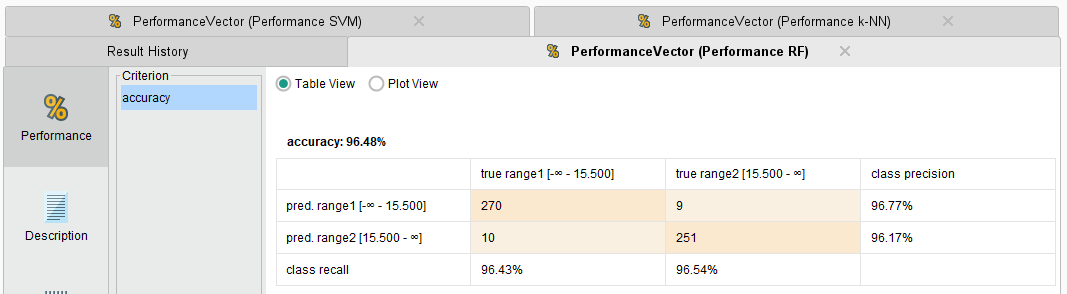 PerformanceVector (Performance SVM)
PerformanceVector (Performance k-NN)
Result History
PerformanceVector (Performance RF)
Performance
Description
Criterion
accuracy
Table View
Plot View
accuracy: 96.48%
true range1 [-∞ - 15.500] true range2 [15.500 - ∞] class precision
pred. range1 [-∞ - 15.500] 270 9 96.77%
pred. range2 [15.500 - ∞] 10 251 96.17%
class recall 96.43% 96.54%